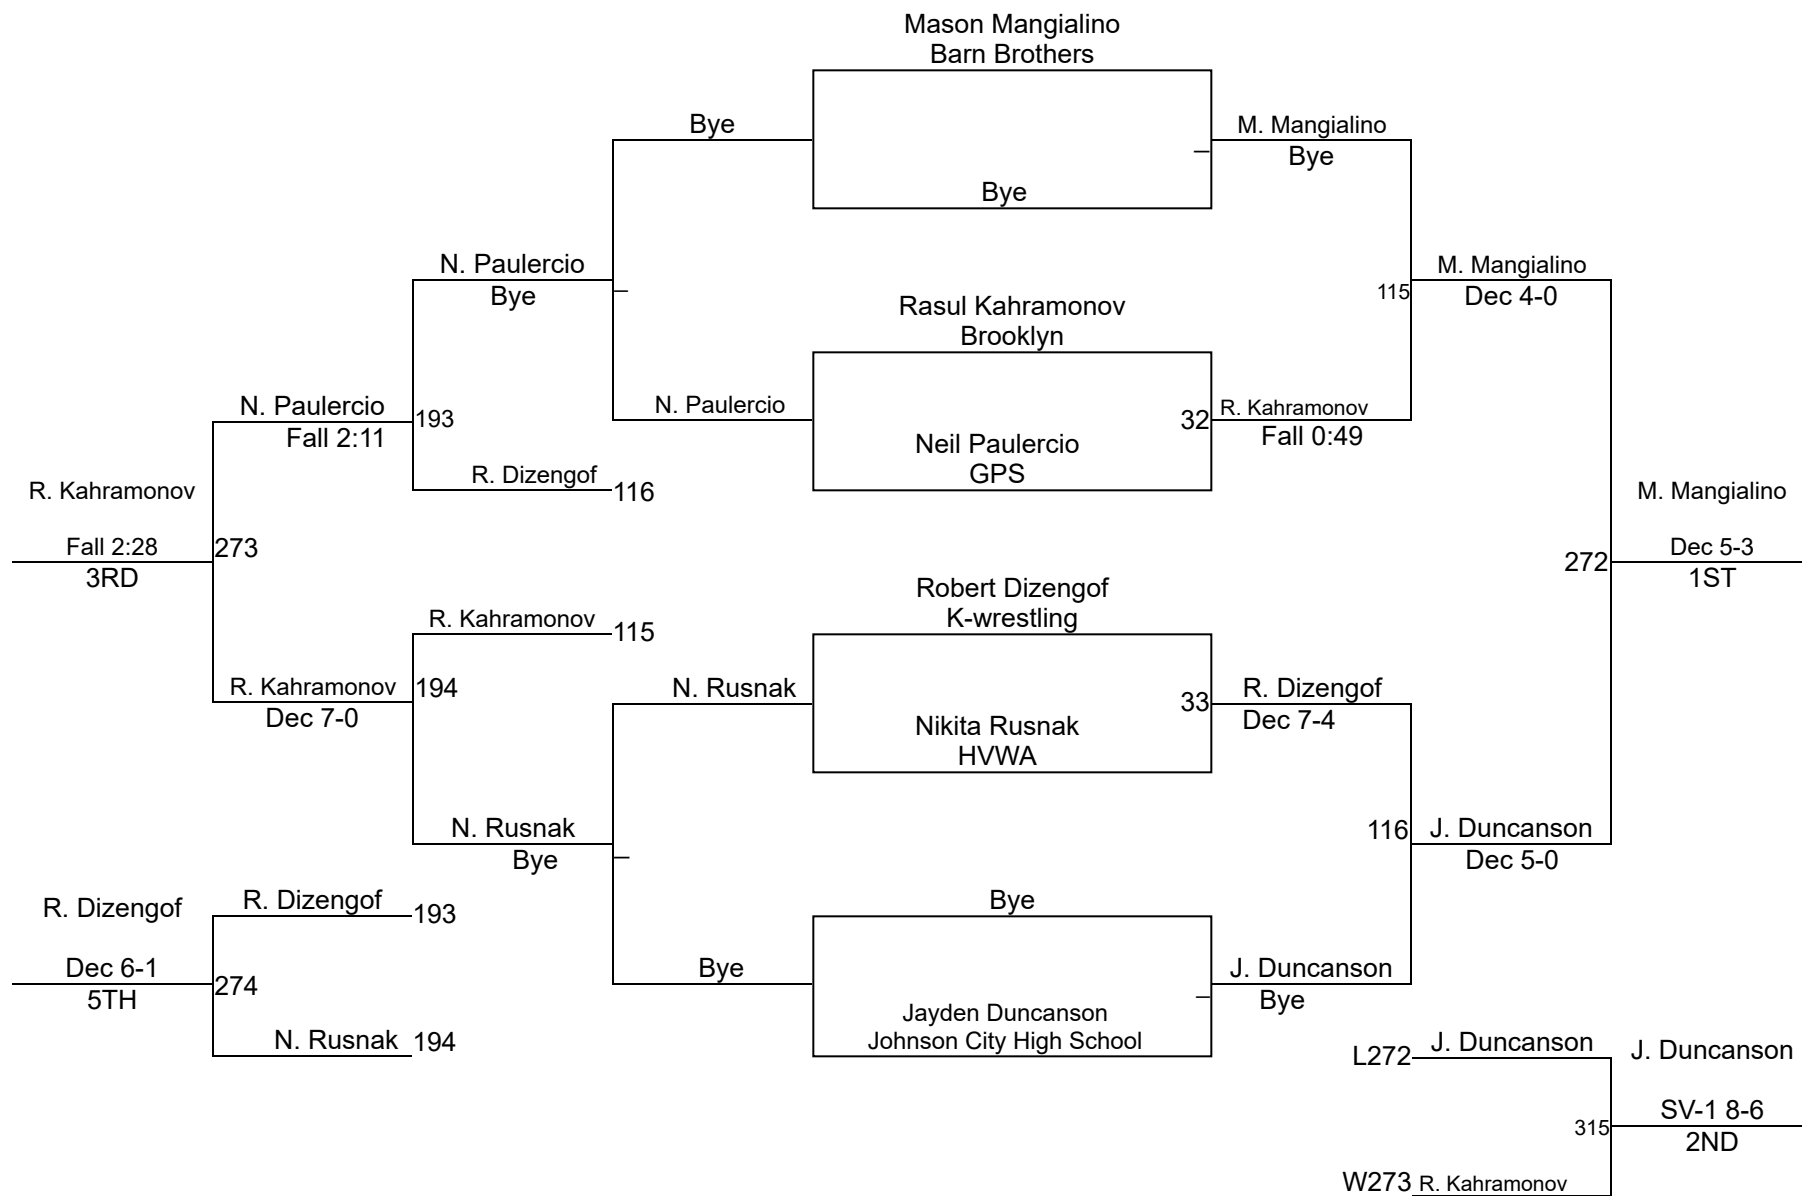 Mason Mangialino
Barn Brothers
Bye
M. Mangialino
Bye
Bye
N. Paulercio
Bye
M. Mangialino
115
Dec 4-0
Rasul Kahramonov
Brooklyn
N. Paulercio
Fall 2:11
193
N. Paulercio
Neil Paulercio
GPS
32
R. Kahramonov
Fall 0:49
R. Dizengof
116
R. Kahramonov
Fall 2:28
3RD
273
M. Mangialino
272
Dec 5-3
1ST
Robert Dizengof
K-wrestling
R. Kahramonov
115
R. Kahramonov
194
Dec 7-0
N. Rusnak
Nikita Rusnak
HVWA
33
R. Dizengof
Dec 7-4
N. Rusnak
Bye
116
J. Duncanson
Dec 5-0
R. Dizengof
R. Dizengof
193
Bye
Dec 6-1
5TH
274
Bye
J. Duncanson
Bye
Jayden Duncanson
Johnson City High School
N. Rusnak
194
L272
J. Duncanson
J. Duncanson
315
SV-1 8-6
2ND
W273
R. Kahramonov